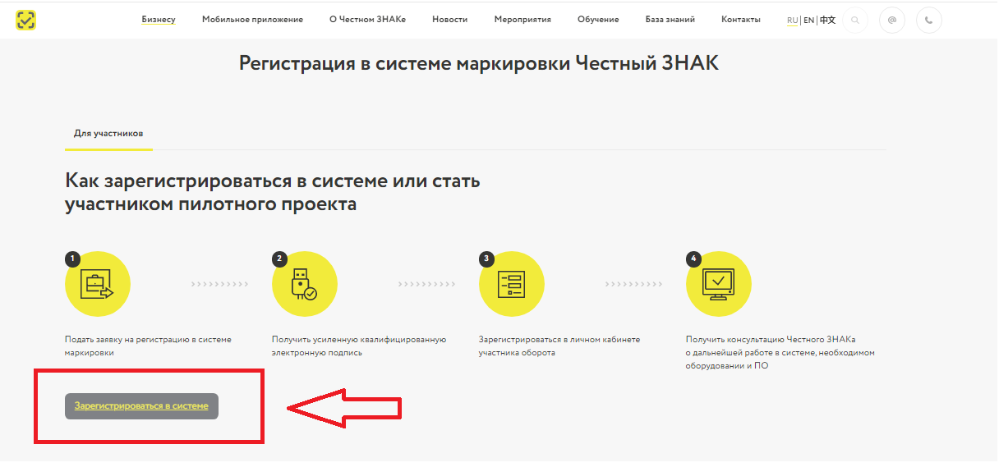 Бизнесу Мобильное приложение О Честном ЗНАКе Новости Мероприятия Обучение База знаний Контакты RU | EN | 中文
Регистрация в системе маркировки Честный ЗНАК
Для участников
Как зарегистрироваться в системе или стать
участником пилотного проекта
1 2 3 4
Подать заявку на регистрацию в системе
маркировки
Получить усиленную квалифицированную
электронную подпись
Зарегистрироваться в личном кабинете
участника оборота
Получить консультацию Честного ЗНАКа
о дальнейшей работе в системе, необходимом
оборудовании и ПО
Зарегистрироваться в системе